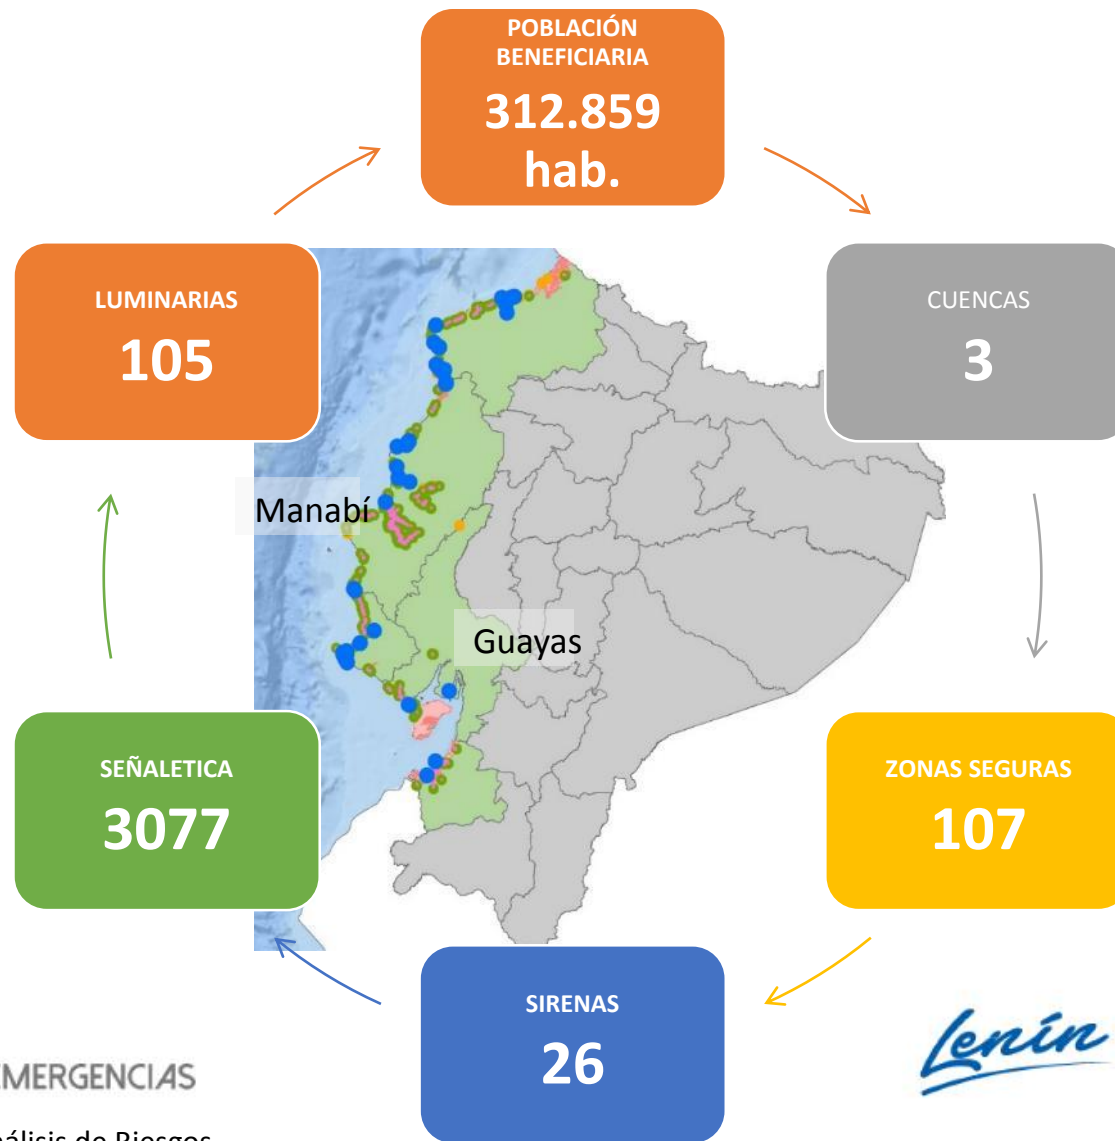 POBLACIÓN
BENEFICIARIA
312.859
hab.
LUMINARIAS
105
CUENCAS
3
Manabí
Guayas
SEÑALETICA
3077
ZONAS SEGURAS
107
SIRENAS
26
Lenín